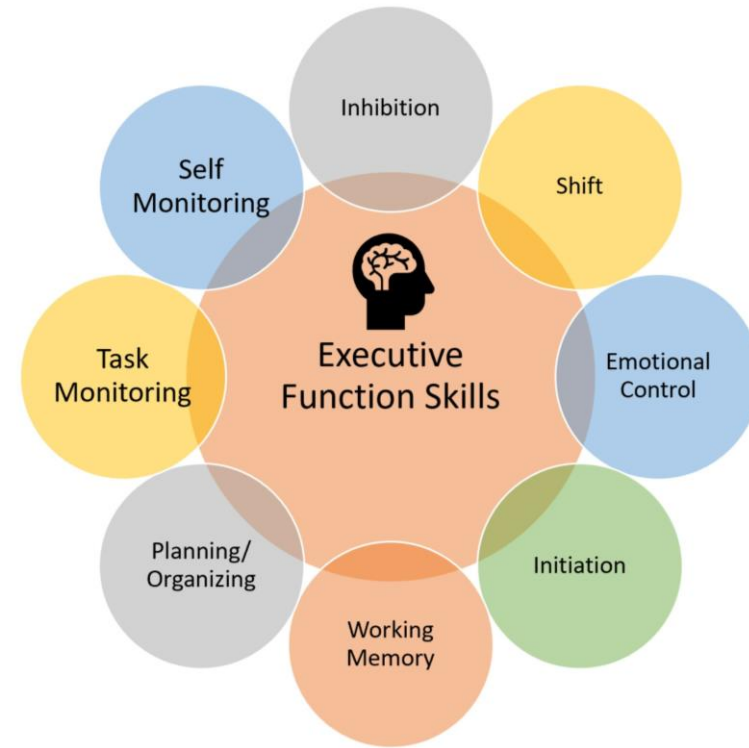 Inhibition
Shift
Emotional
Control
Initiation
Working
Memory
Planning/
Organizing
Task
Monitoring
Self
Monitoring
Executive
Function Skills